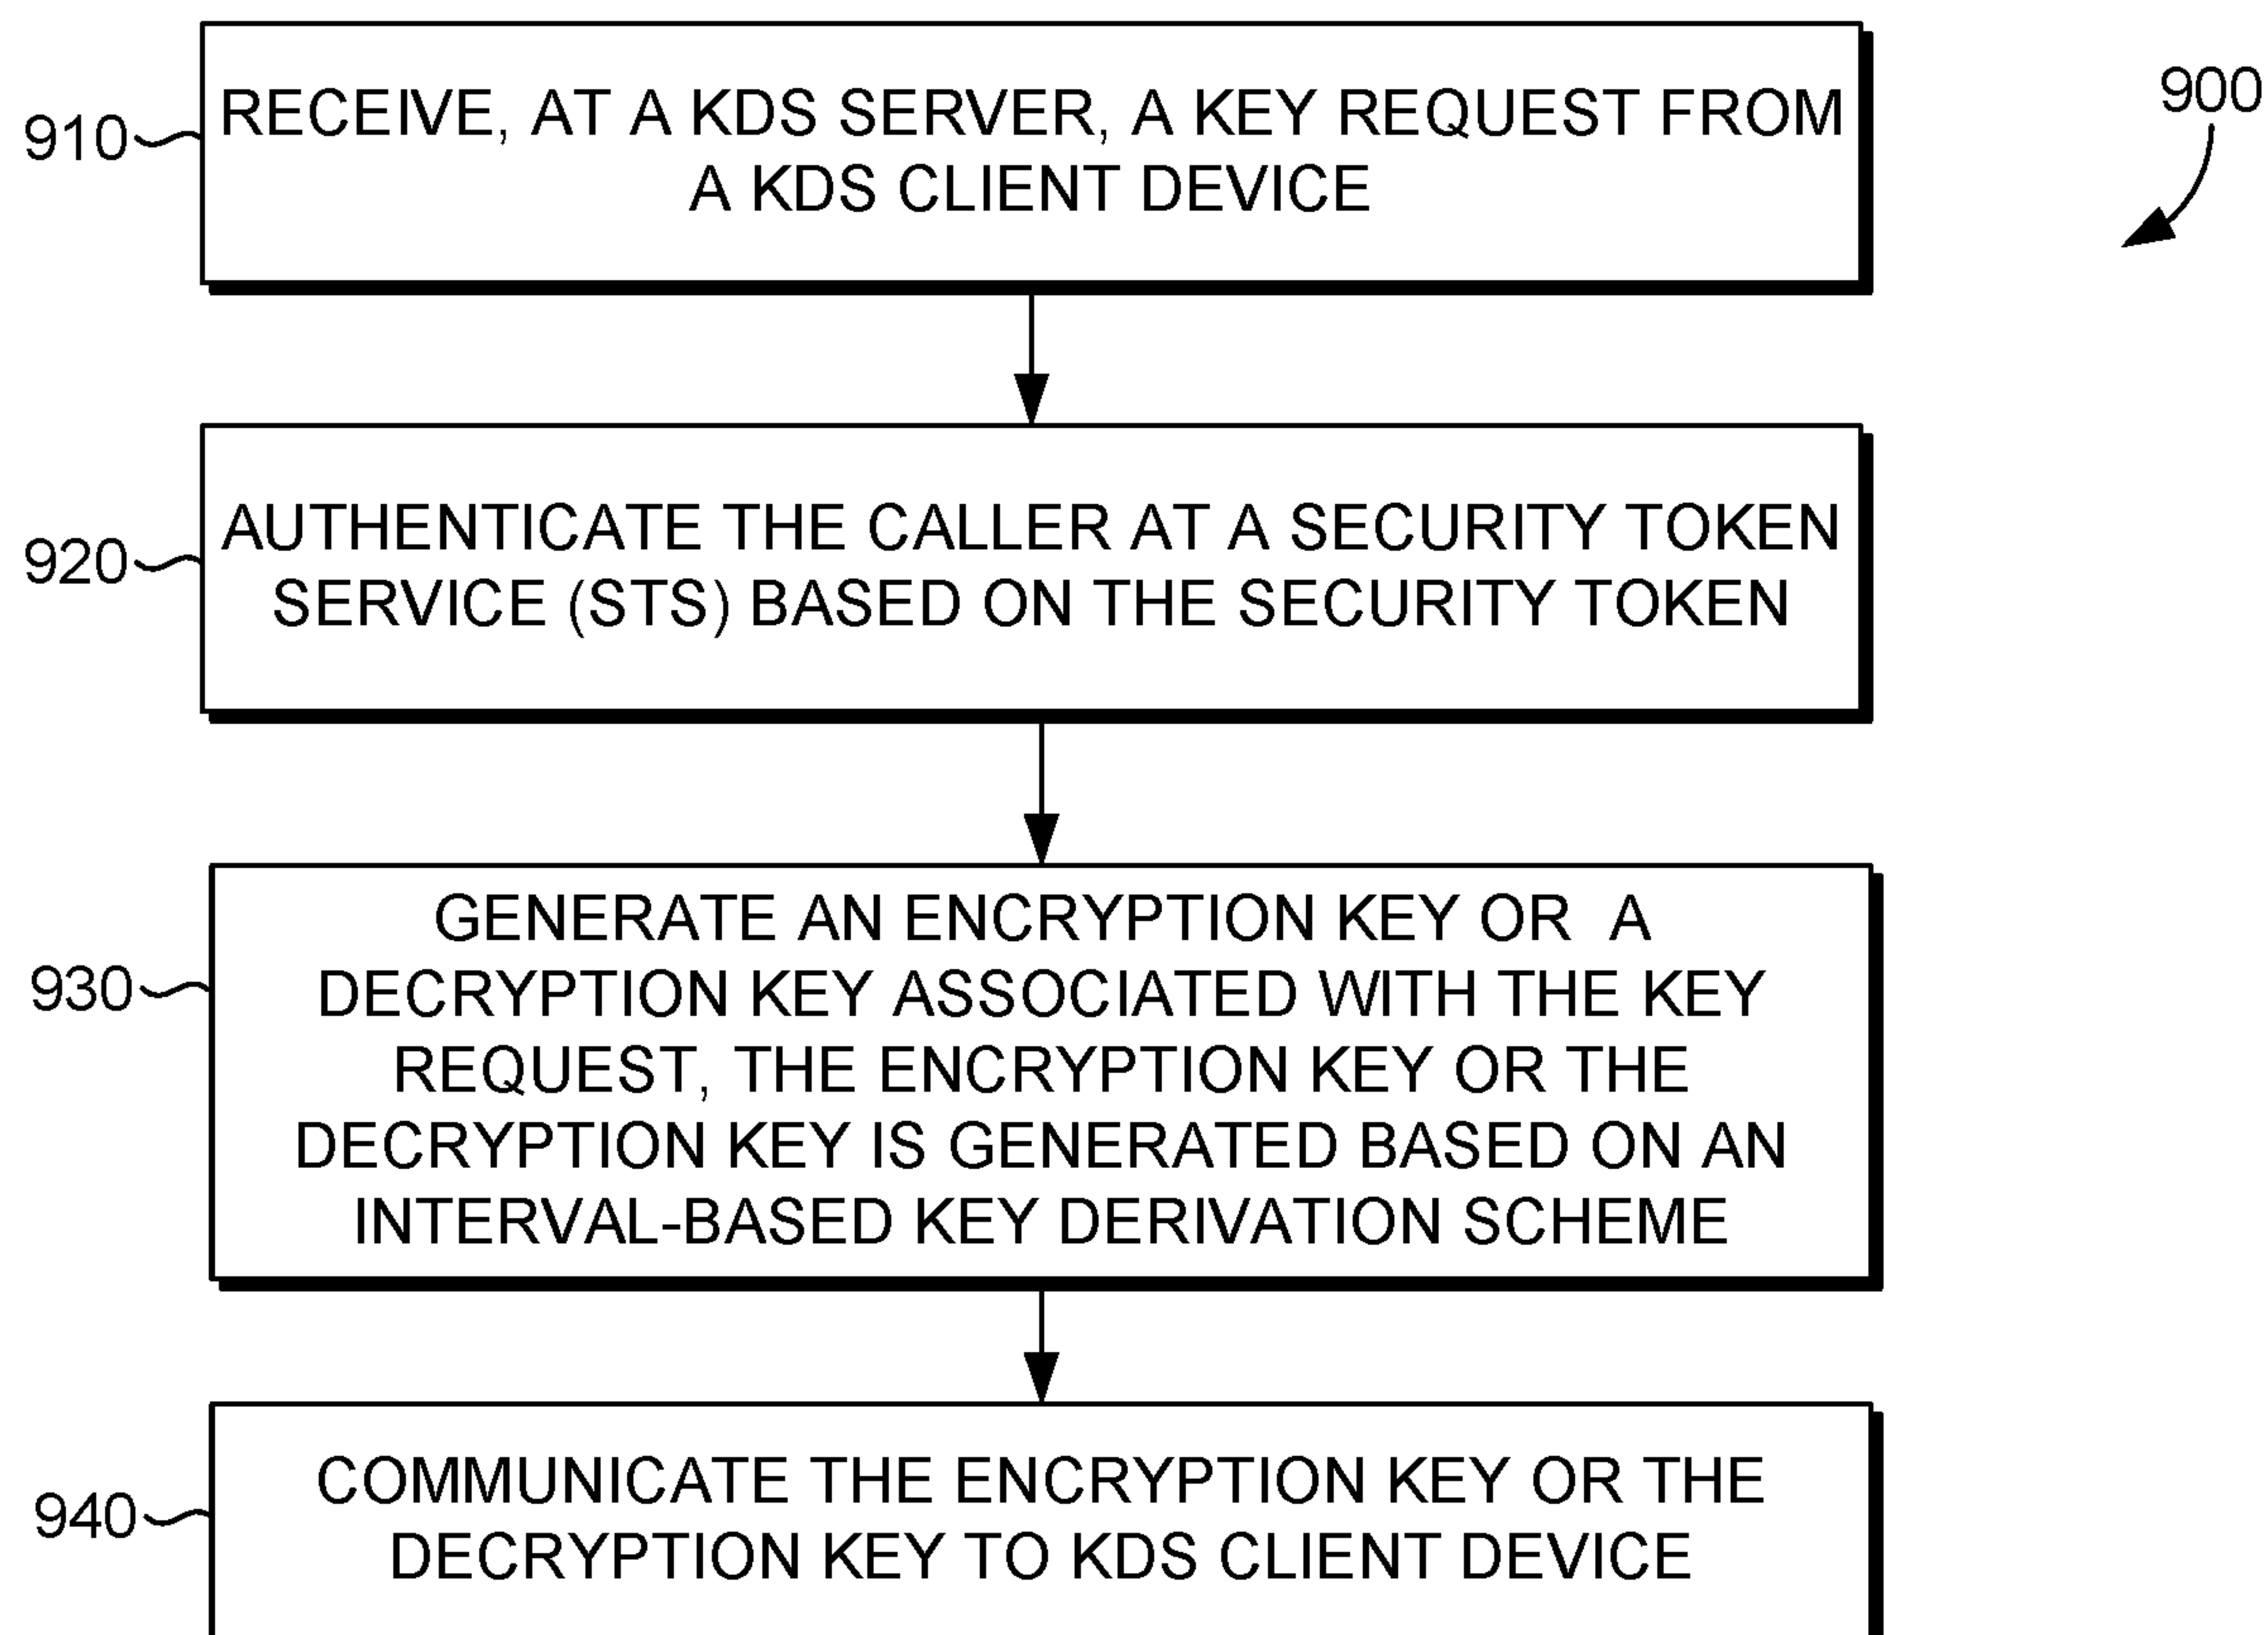 900
910
RECEIVE, AT A KDS SERVER, A KEY REQUEST FROM
A KDS CLIENT DEVICE
920
AUTHENTICATE THE CALLER AT A SECURITY TOKEN
SERVICE (STS) BASED ON THE SECURITY TOKEN
930
GENERATE AN ENCRYPTION KEY OR A
DECRYPTION KEY ASSOCIATED WITH THE KEY
REQUEST, THE ENCRYPTION KEY OR THE
DECRYPTION KEY IS GENERATED BASED ON AN
INTERVAL-BASED KEY DERIVATION SCHEME
940
COMMUNICATE THE ENCRYPTION KEY OR THE
DECRYPTION KEY TO KDS CLIENT DEVICE